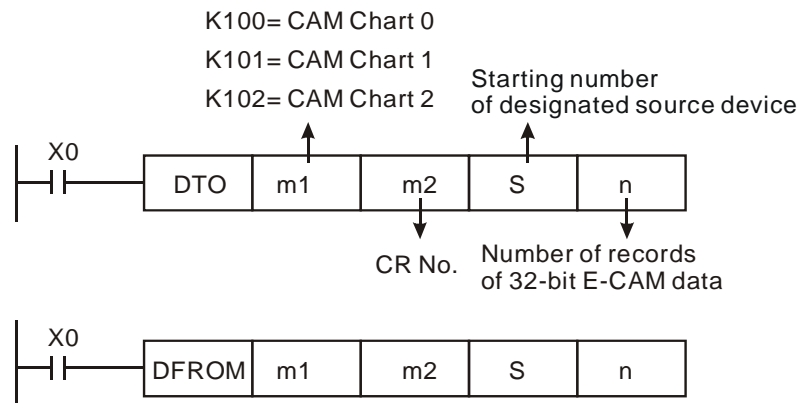 K100= CAM Chart 0
K101= CAM Chart 1
K102= CAM Chart 2
Starting number
of designated source device
X0
DTO m1 m2 S n
CR No.
Number of records
of 32-bit E-CAM data
X0
DFROM m1 m2 S n